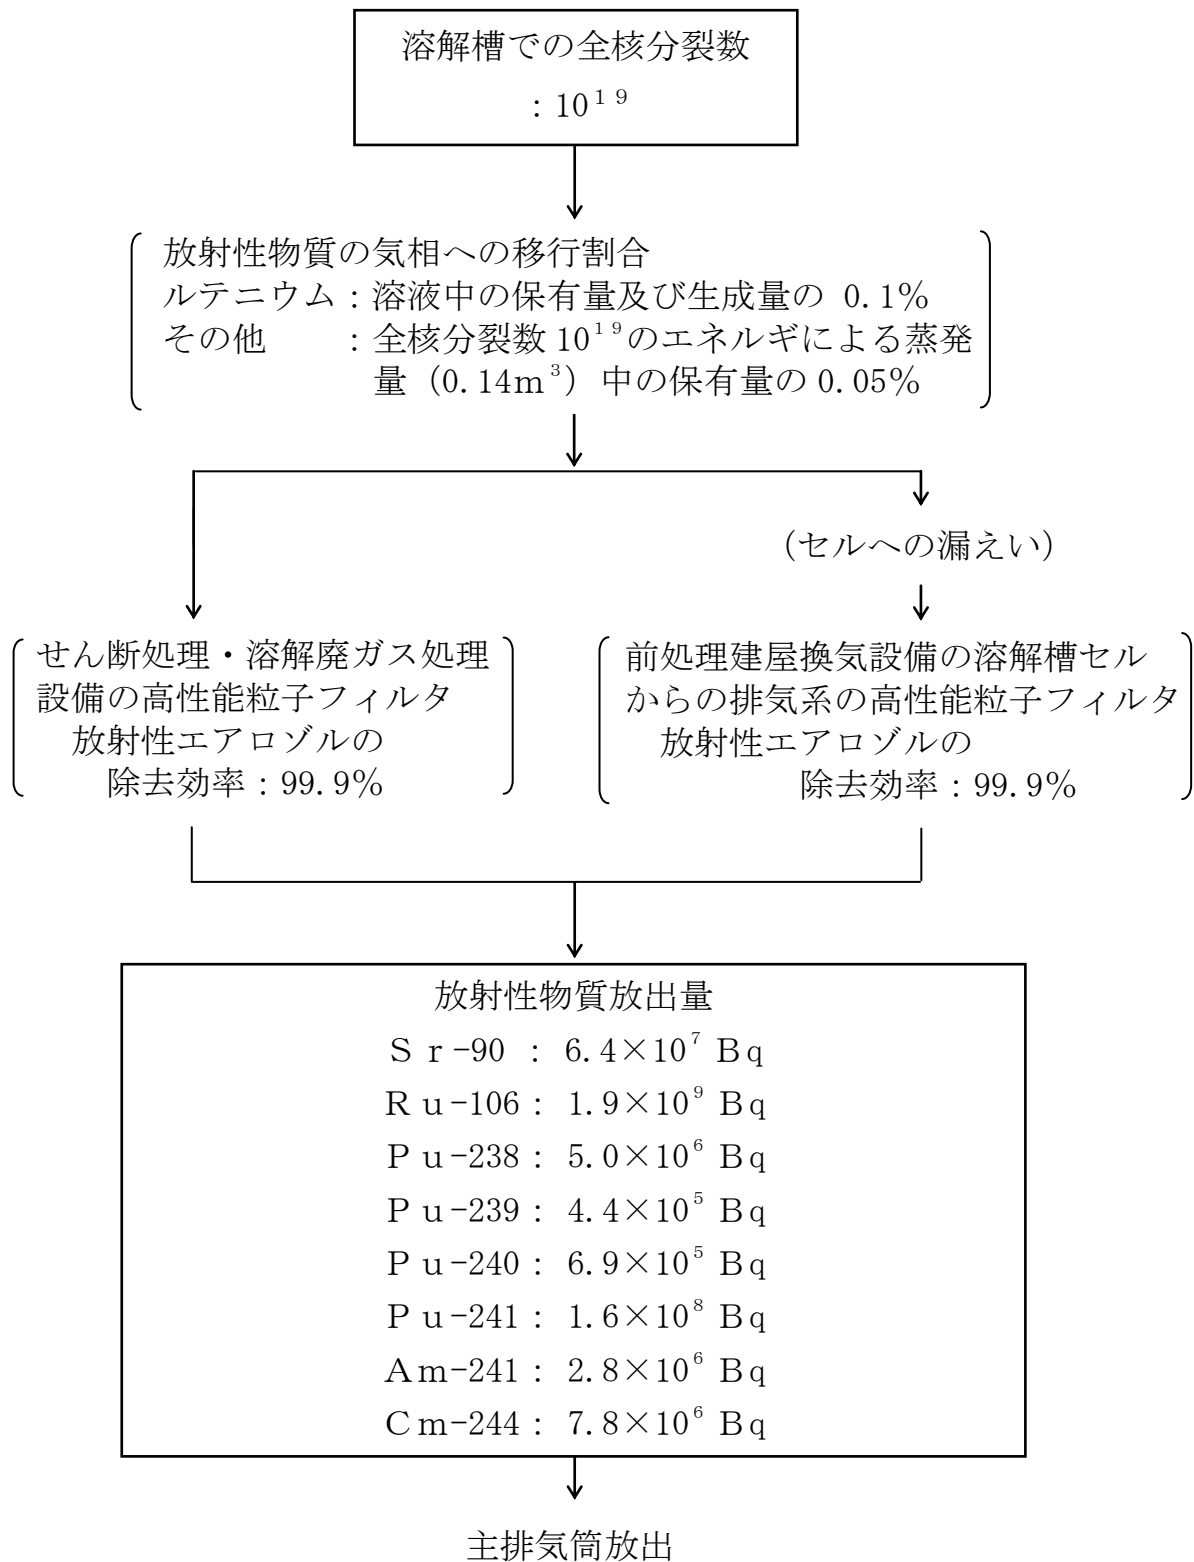 溶解槽での全核分裂数
：10¹⁹
放射性物質の気相への移行割合
ルテニウム：溶液中の保有量及び生成量の 0.1％
その他　　：全核分裂数 10¹⁹のエネルギによる蒸発
量（0.14m³）中の保有量の 0.05％
（セルへの漏えい）
せん断処理・溶解廃ガス処理
設備の高性能粒子フィルタ
放射性エアロゾルの
除去効率：99.9％
前処理建屋換気設備の溶解槽セル
からの排気系の高性能粒子フィルタ
放射性エアロゾルの
除去効率：99.9％
放射性物質放出量
Ｓｒ-90 ： 6.4×10⁷ Bq
Ｒｕ-106： 1.9×10⁹ Bq
Ｐｕ-238： 5.0×10⁶ Bq
Ｐｕ-239： 4.4×10⁵ Bq
Ｐｕ-240： 6.9×10⁵ Bq
Ｐｕ-241： 1.6×10⁸ Bq
Ａｍ-241： 2.8×10⁶ Bq
Ｃｍ-244： 7.8×10⁶ Bq
主排気筒放出